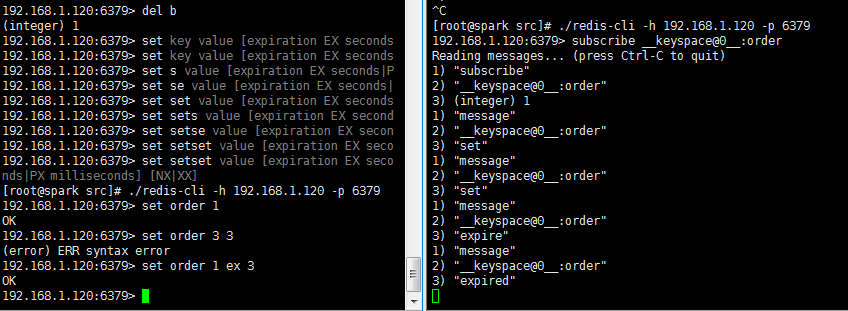 192.168.1.120:6379> del b
(integer) 1
192.168.1.120:6379> set key value [expiration EX seconds
192.168.1.120:6379> set key value [expiration EX seconds
192.168.1.120:6379> set s value [expiration EX seconds|P
192.168.1.120:6379> set se value [expiration EX seconds|
192.168.1.120:6379> set set value [expiration EX seconds
192.168.1.120:6379> set sets value [expiration EX second
192.168.1.120:6379> set setse value [expiration EX secon
192.168.1.120:6379> set setset value [expiration EX seco
192.168.1.120:6379> set setset value [expiration EX seco
nds|PX milliseconds] [NX|XX]
[root@spark src]# ./redis-cli -h 192.168.1.120 -p 6379
192.168.1.120:6379> set order 1
OK
192.168.1.120:6379> set order 3 3
(error) ERR syntax error
192.168.1.120:6379> set order 1 ex 3
OK
192.168.1.120:6379>
^C
[root@spark src]# ./redis-cli -h 192.168.1.120 -p 6379
192.168.1.120:6379> subscribe __keyspace@0__:order
Reading messages... (press Ctrl-C to quit)
1) "subscribe"
2) "__keyspace@0__:order"
3) (integer) 1
1) "message"
2) "__keyspace@0__:order"
3) "set"
1) "message"
2) "__keyspace@0__:order"
3) "set"
1) "message"
2) "__keyspace@0__:order"
3) "expire"
1) "message"
2) "__keyspace@0__:order"
3) "expired"